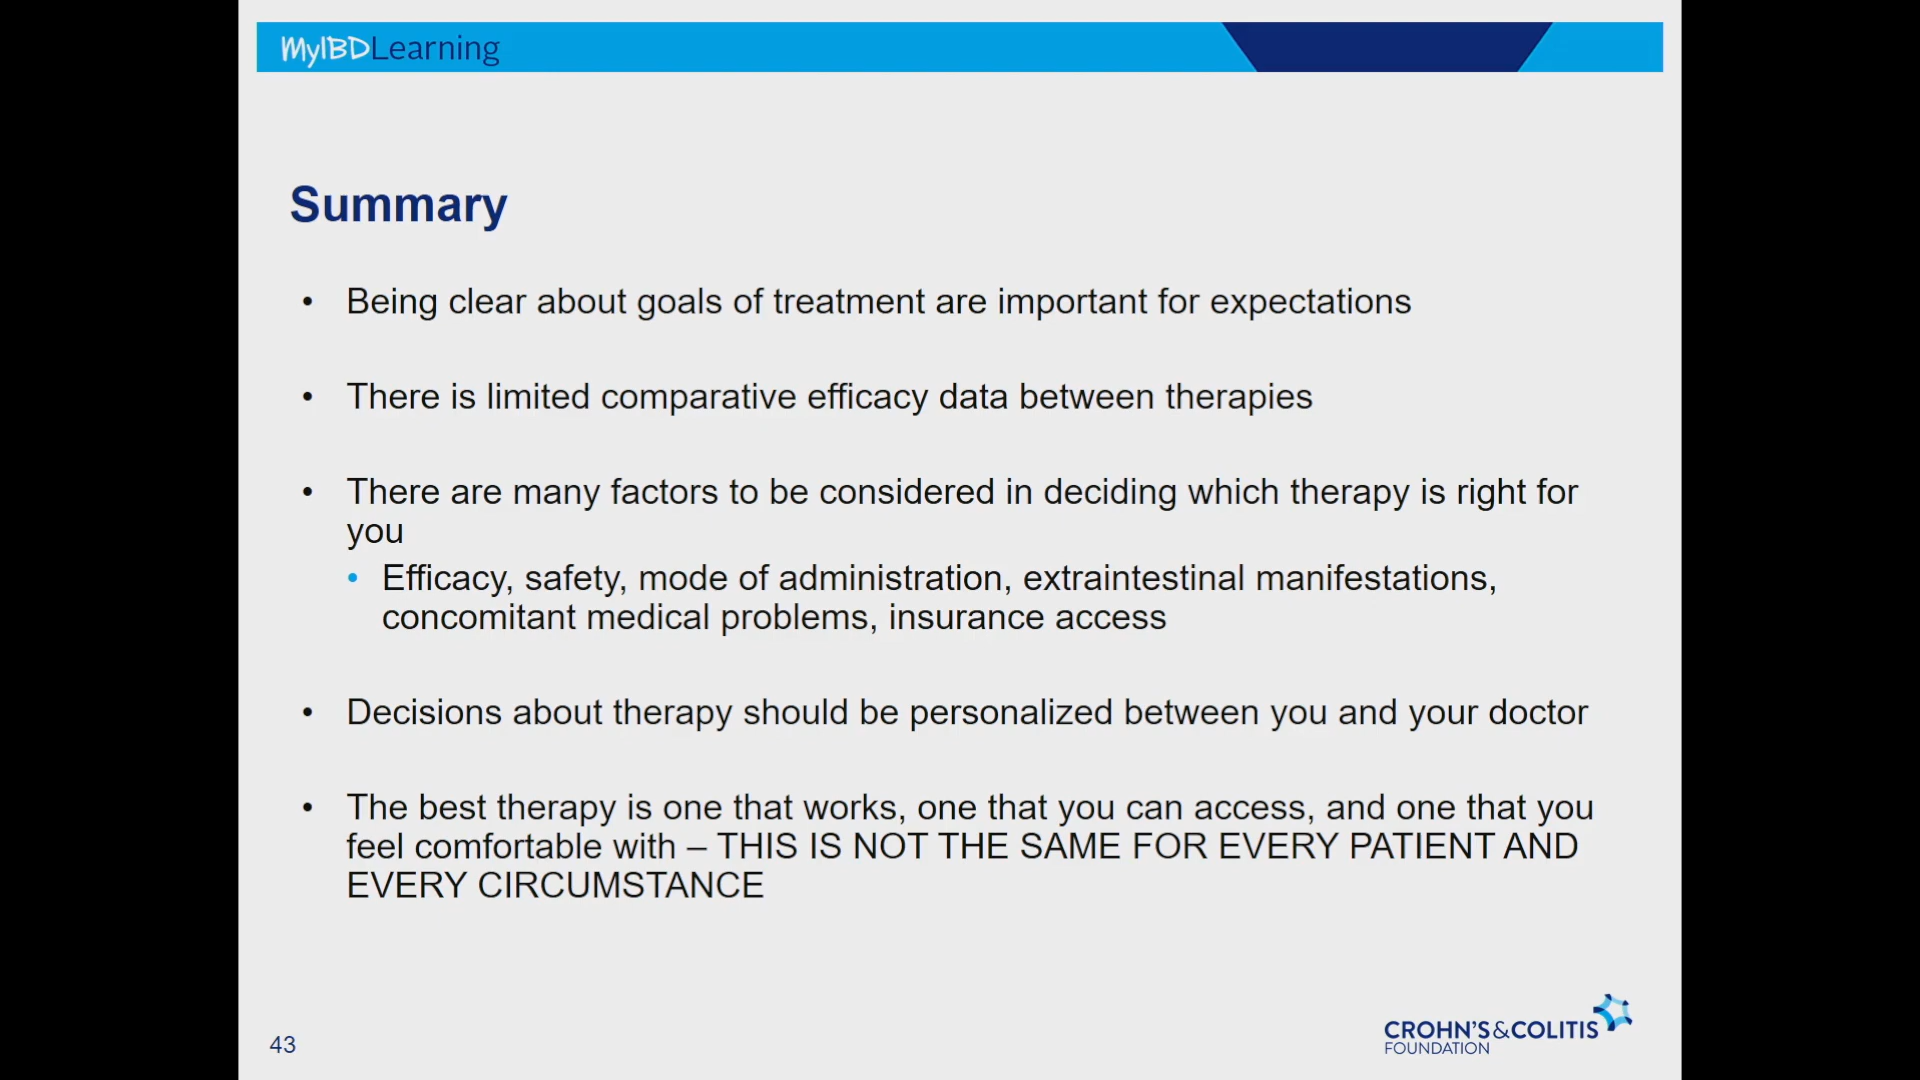 MyIBDLearning
Summary
• Being clear about goals of treatment are important for expectations
• There is limited comparative efficacy data between therapies
• There are many factors to be considered in deciding which therapy is right for
you
• Efficacy, safety, mode of administration, extraintestinal manifestations,
concomitant medical problems, insurance access
• Decisions about therapy should be personalized between you and your doctor
• The best therapy is one that works, one that you can access, and one that you
feel comfortable with – THIS IS NOT THE SAME FOR EVERY PATIENT AND
EVERY CIRCUMSTANCE
43
CROHN'S&COLITIS
FOUNDATION